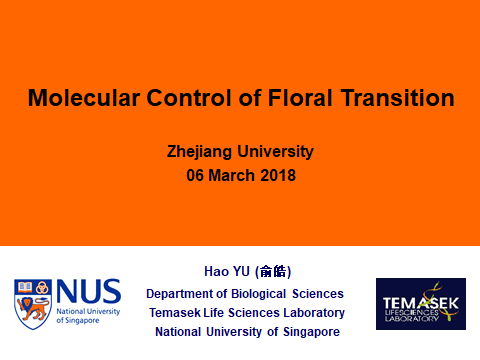 Molecular Control of Floral Transition
Zhejiang University
06 March 2018
Hao YU (俞皓)
Department of Biological Sciences
Temasek Life Sciences Laboratory
National University of Singapore
NUS
National University
of Singapore
TEMASEK
LIFESCIENCES
LABORATORY